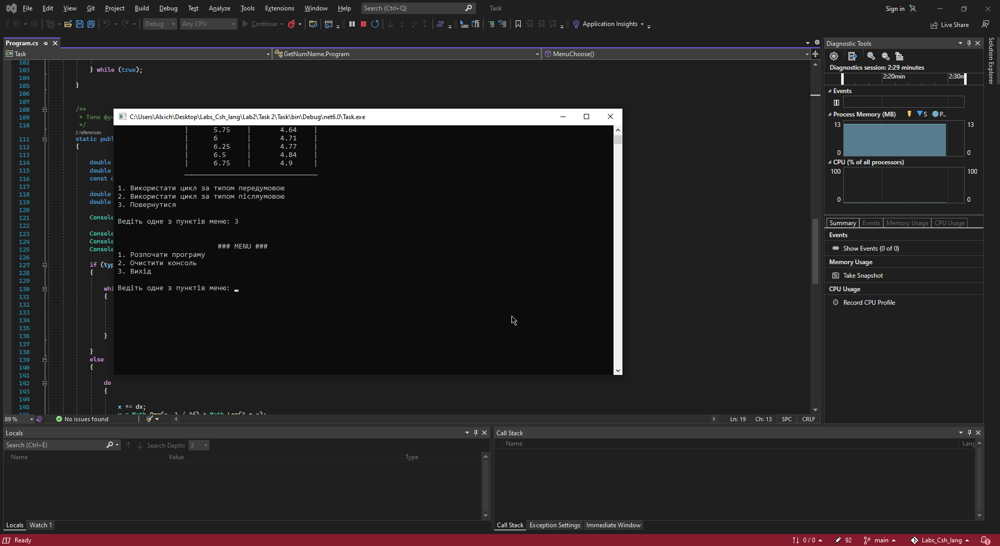 File Edit View Git Project Build Debug Test Analyze Tools Extensions Window Help Search (Ctrl+Q) Task Sign in
Debug Any CPU Continue Application Insights Live Share
Program.cs
Task GetNumName.Program MenuChoose()
102
103 } while (true);
104
105 }
106
107
108 /**
109 * Типи фун
110 */
2 references
111 static publ
112 {
113
114 double
115 double
116 const d
117
118 double
119 double
120
121 Console
122
123 Console
124 Console
125 Console
126
127 if (typ
128 {
129
130 whi
131 {
132
133
134
135
136 }
137
138 }
139 else
140 {
141
142 do
143 {
144
145 x += dx;
C:\Users\Alxich\Desktop\Labs_Csh_lang\Lab2\Task 2\Task\bin\Debug\net6.0\Task.exe
| 5.75 | 4.64 |
| 6 | 4.71 |
| 6.25 | 4.77 |
| 6.5 | 4.84 |
| 6.75 | 4.9 |
1. Використати цикл за типом передумовою
2. Використати цикл за типом післяумовою
3. Повернутися
Ведіть одне з пунктів меню: 3
### MENU ###
1. Розпочати програму
2. Очистити консоль
3. Вихід
Ведіть одне з пунктів меню:
89 % No issues found Ln: 19 Ch: 13 SPC CRLF
Diagnostic Tools
Diagnostics session: 2:29 minutes
2:20min 2:30m
Events
Process Memory (MB) S P..
13 13
0 0
CPU (% of all processors)
100 100
0 0
Summary Events Memory Usage CPU Usage
Events
Show Events (0 of 0)
Memory Usage
Take Snapshot
CPU Usage
Record CPU Profile
Solution Explorer
Locals
Search (Ctrl+E) Search Depth: 3
Name Value Type
Locals Watch 1
Call Stack
Name Lang
Call Stack Exception Settings Immediate Window
Ready 0 / 0 92 main Labs_Csh_lang 1